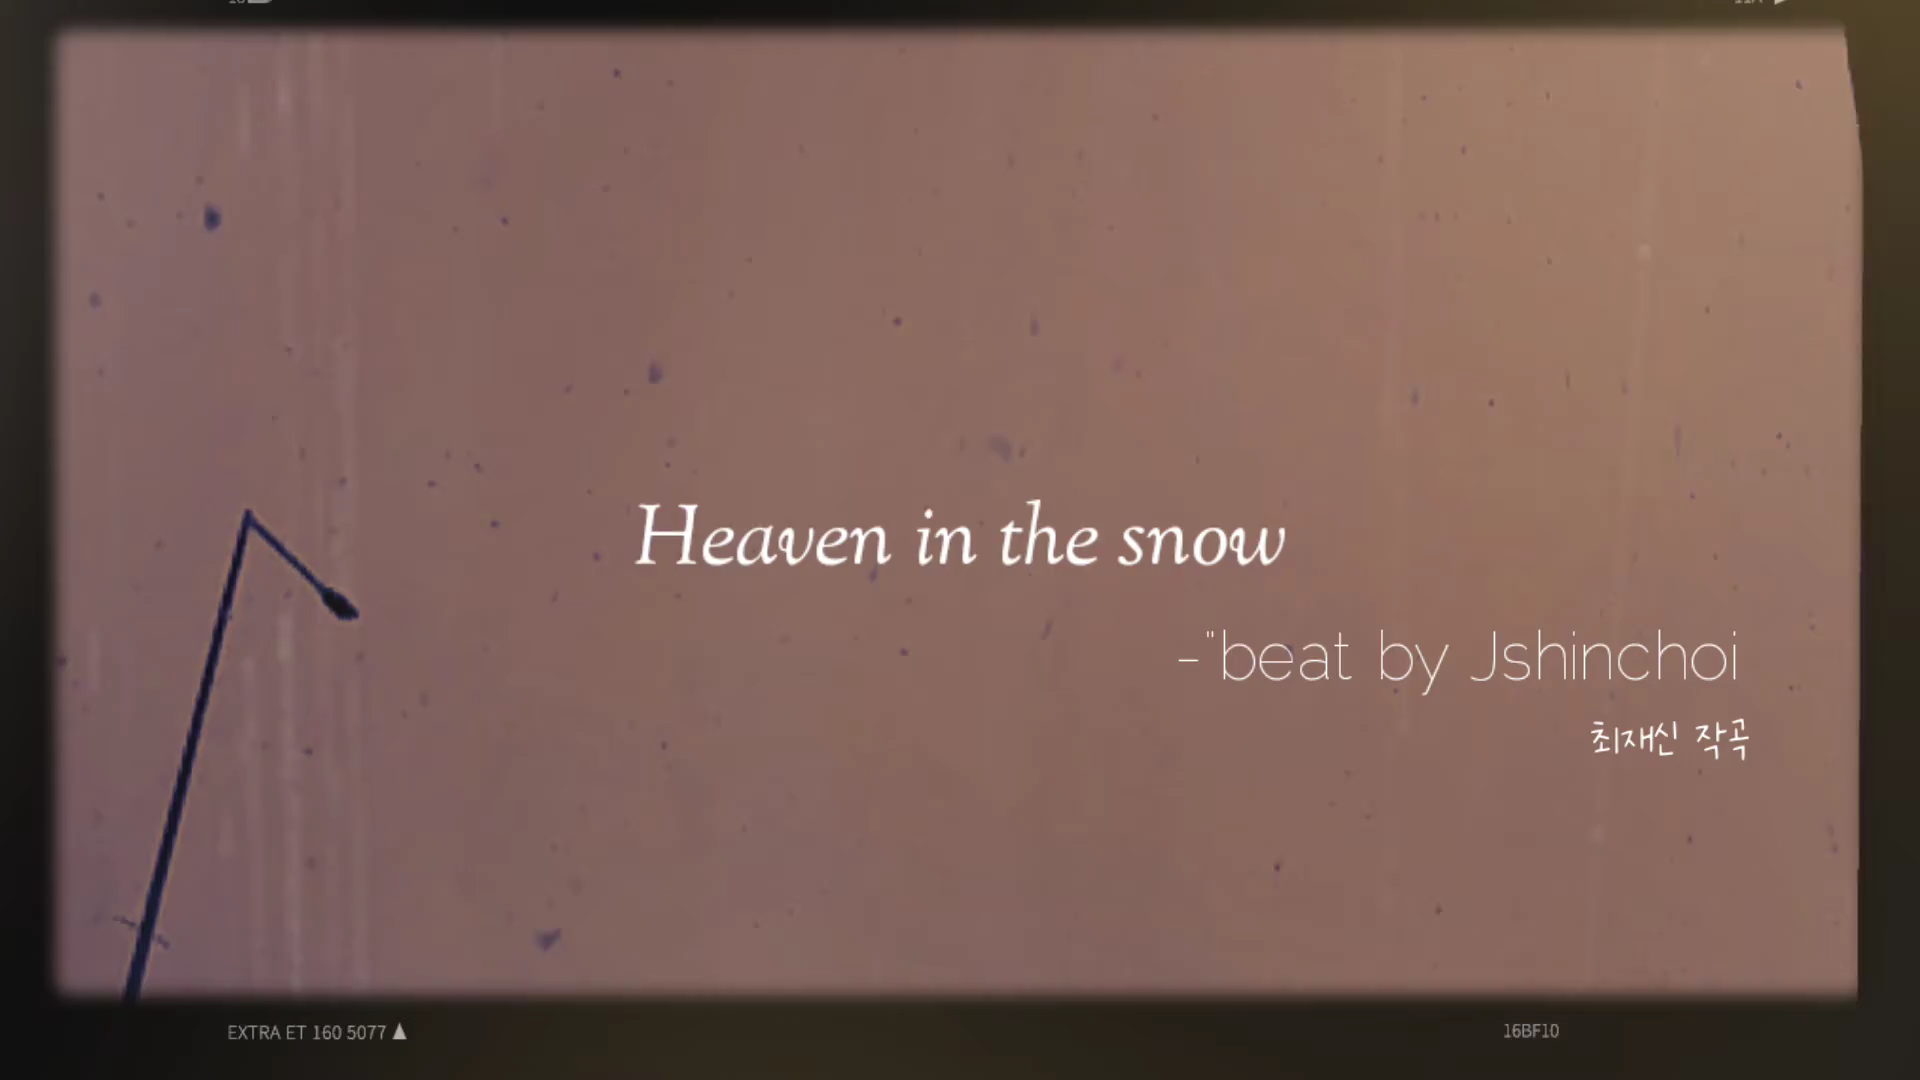 Heaven in the snow
-"beat by Jshinchoi
최재신 작곡
EXTRA ET 160 5077 ▲
16BF10